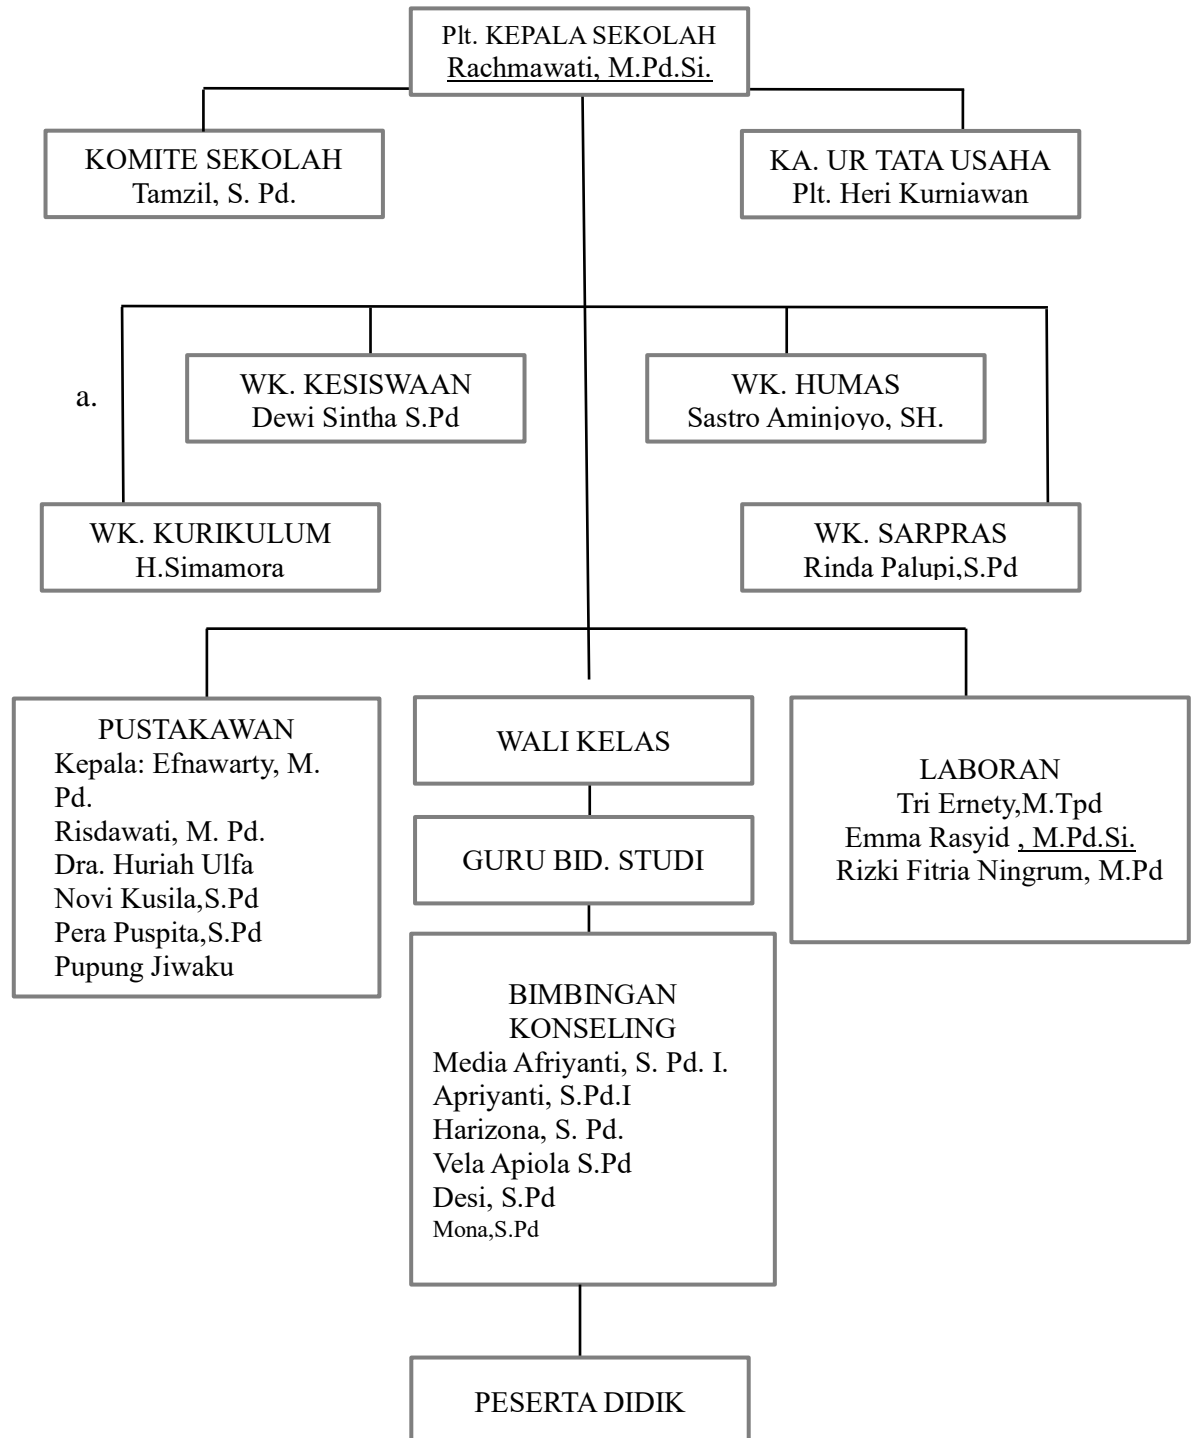 Plt. KEPALA SEKOLAH
Rachmawati, M.Pd.Si.
KOMITE SEKOLAH
Tamzil, S. Pd.
KA. UR TATA USAHA
Plt. Heri Kurniawan
a.
WK. KESISWAAN
Dewi Sintha S.Pd
WK. HUMAS
Sastro Aminjoyo, SH.
WK. KURIKULUM
H.Simamora
WK. SARPRAS
Rinda Palupi,S.Pd
PUSTAKAWAN
Kepala: Efnawarty, M.
Pd.
Risdawati, M. Pd.
Dra. Huriah Ulfa
Novi Kusila,S.Pd
Pera Puspita,S.Pd
Pupung Jiwaku
WALI KELAS
GURU BID. STUDI
LABORAN
Tri Ernety,M.Tpd
Emma Rasyid , M.Pd.Si.
Rizki Fitria Ningrum, M.Pd
BIMBINGAN
KONSELING
Media Afriyanti, S. Pd. I.
Apriyanti, S.Pd.I
Harizona, S. Pd.
Vela Apiola S.Pd
Desi, S.Pd
Mona,S.Pd
PESERTA DIDIK